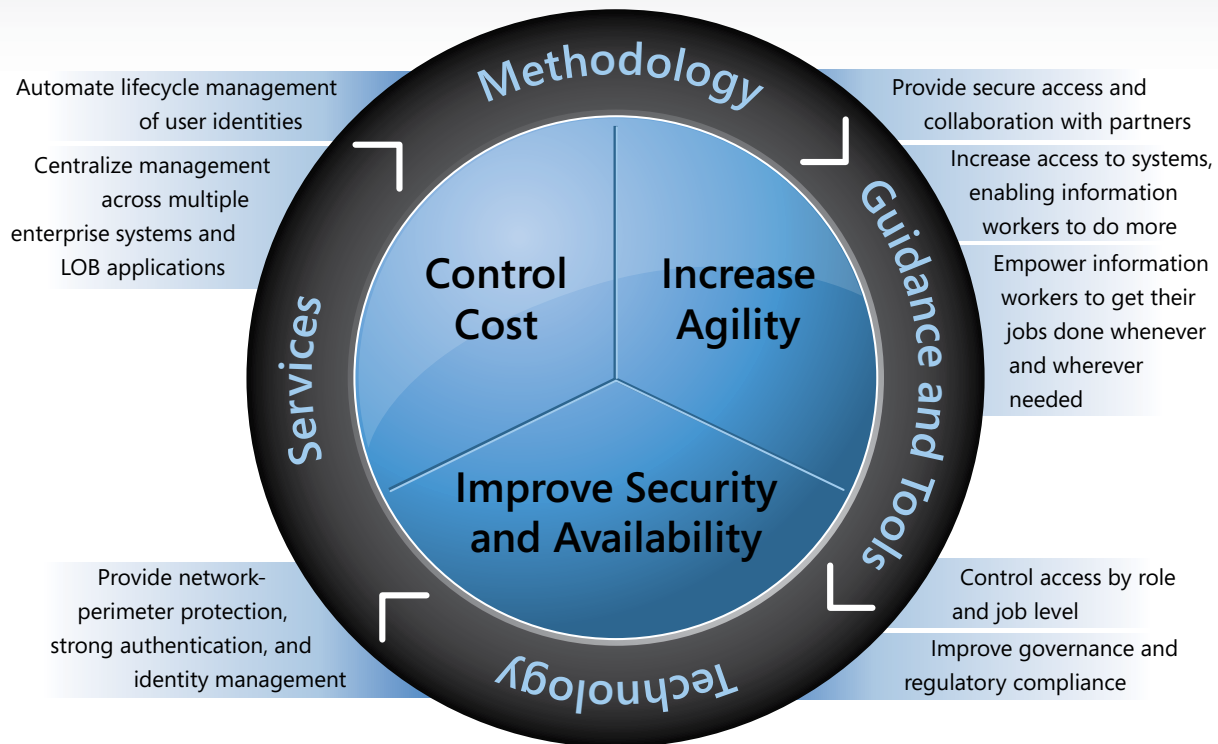 Methodology
Automate lifecycle management
of user identities
Centralize management
across multiple
enterprise systems and
LOB applications
Provide secure access and
collaboration with partners
Increase access to systems,
enabling information
workers to do more
Empower information
workers to get their
jobs done whenever
and wherever
needed
Services
Control
Cost
Increase
Agility
Guidance and Tools
Improve Security
and Availability
Provide network-
perimeter protection,
strong authentication, and
identity management
Control access by role
and job level
Improve governance and
regulatory compliance
Technology